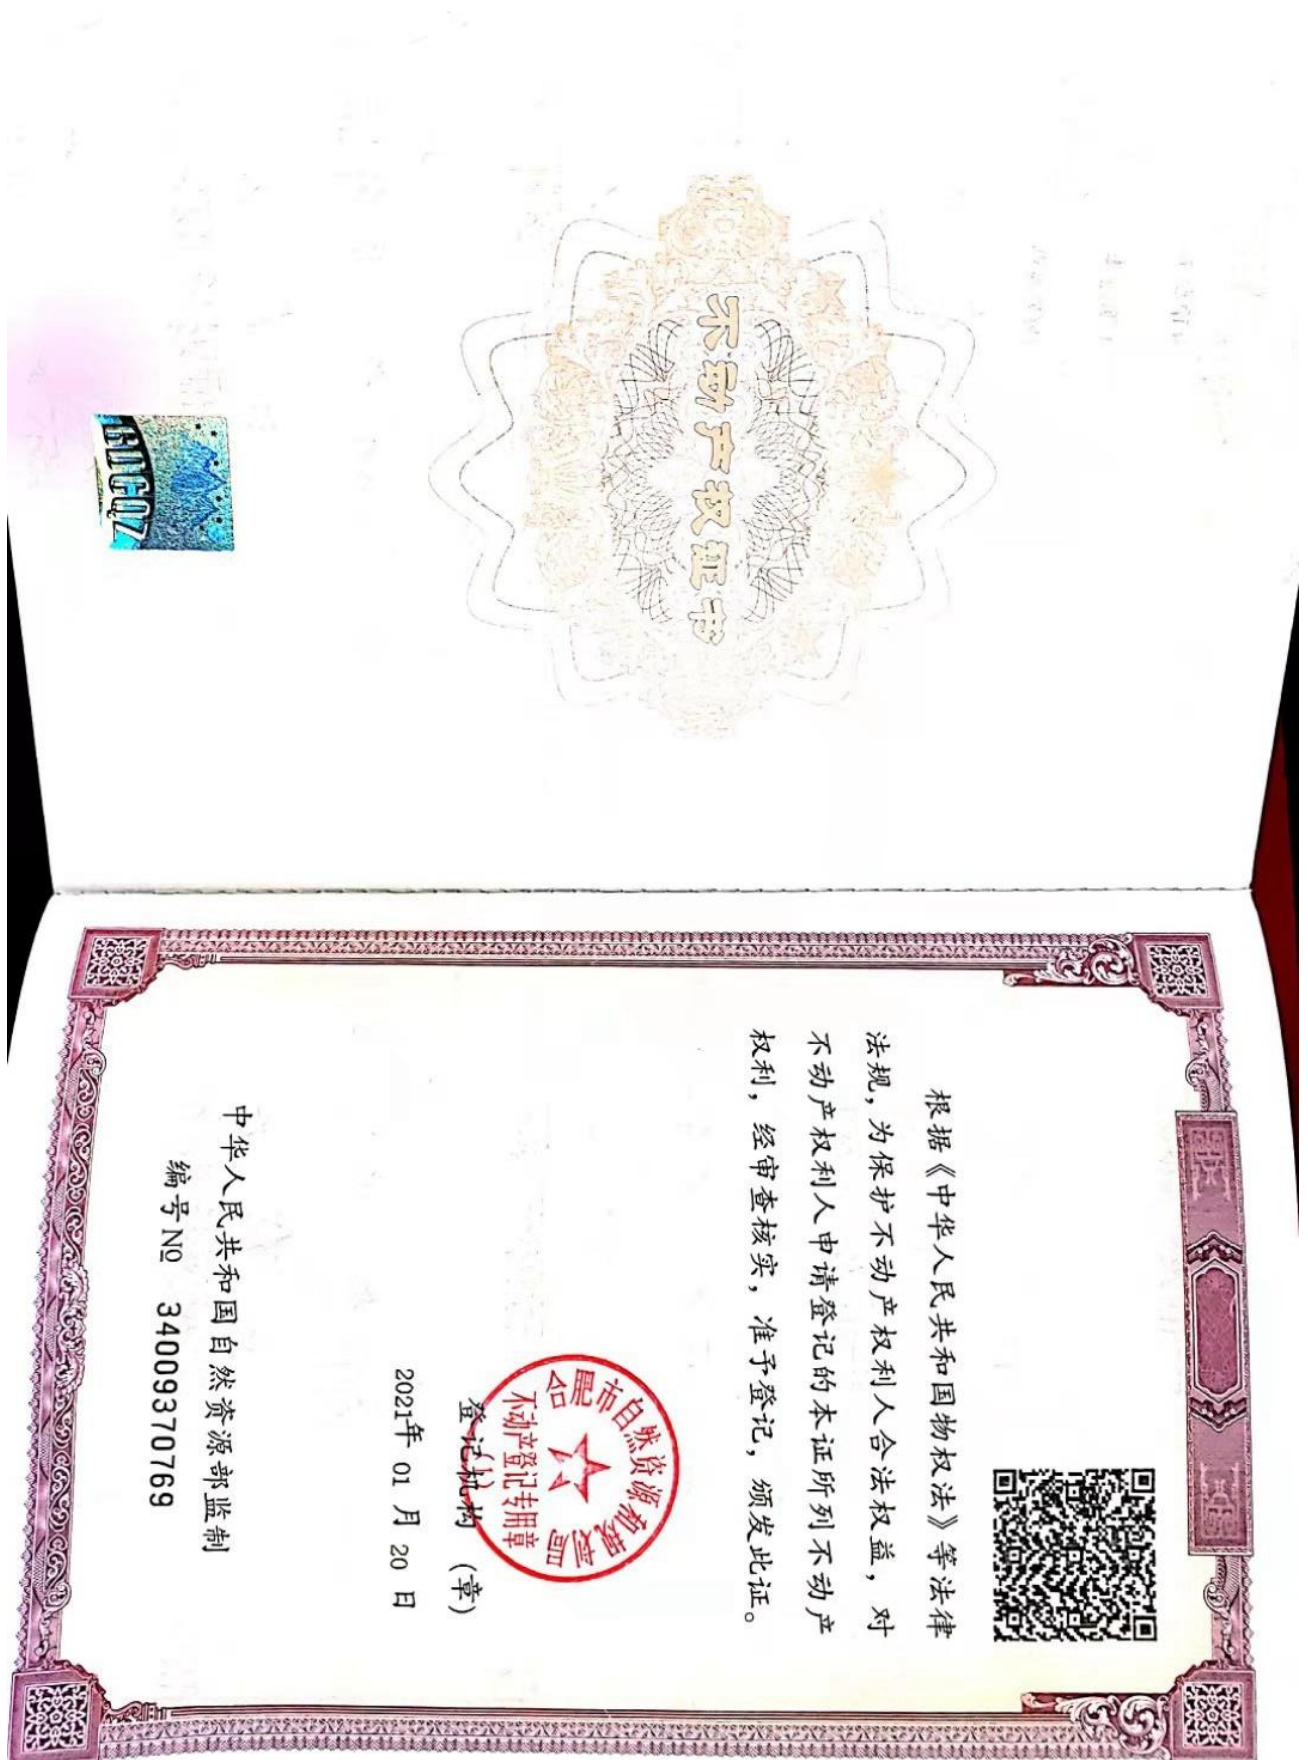 不动产权证书
根据《中华人民共和国物权法》等法律
法规，为保护不动产权利人合法权益，对
不动产权利人申请登记的本证所列不动产
权利，经审查核实，准予登记，颁发此证。
合肥市自然资源和规划局
不动产登记专用章
登记机构（章）
2021年 01 月 20 日
中华人民共和国自然资源部监制
编号№ 34009370769